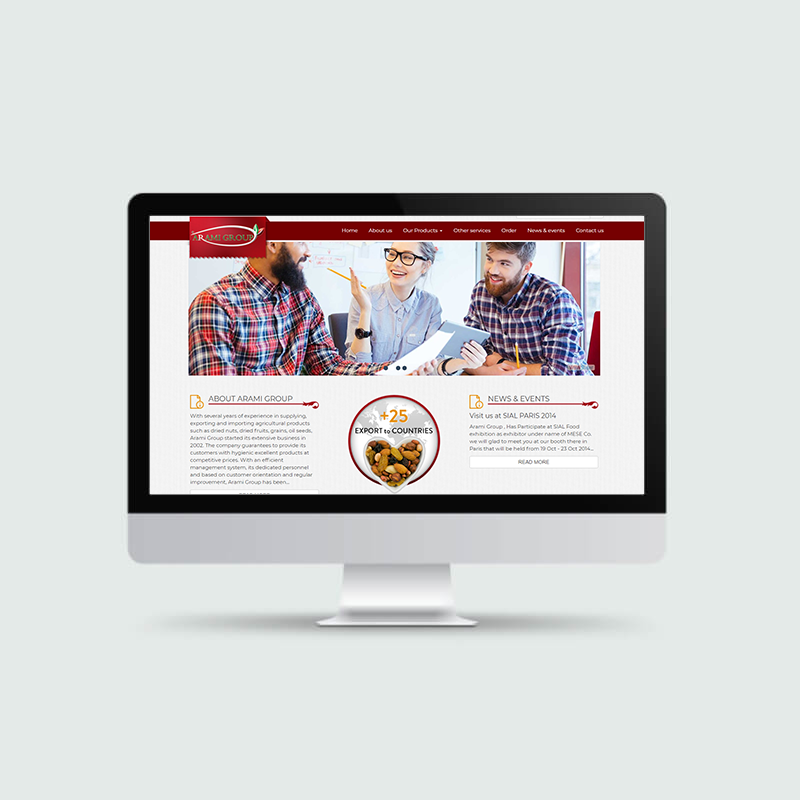 ARAMI GROUP
Home About us Our Products Other services Order News & events Contact us
ABOUT ARAMI GROUP
With several years of experience in supplying,
exporting and importing agricultural products
such as dried nuts, dried fruits, grains, oil seeds,
Arami Group started its extensive business in
2002. The company guarantees to provide its
customers with hygienic excellent products at
competitive prices. With an efficient
management system, its dedicated personnel
and based on customer orientation and regular
improvement, Arami Group has been...
+25
EXPORT to COUNTRIES
NEWS & EVENTS
Visit us at SIAL PARIS 2014
Arami Group , Has Participate at SIAL Food
exhibition as exhibitor under name of MESE Co.
we will glad to meet you at our booth there in
Paris that will be held from 19 Oct - 23 Oct 2014...
READ MORE